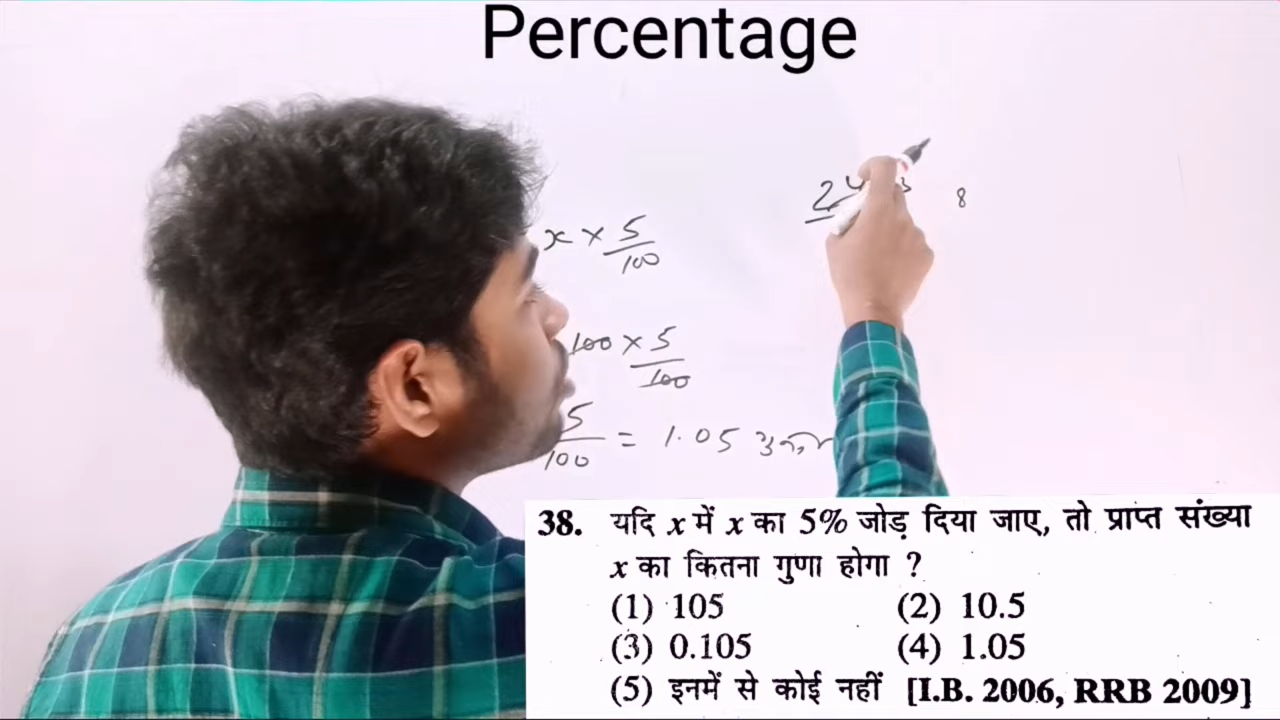 Percentage
2 8
x × 5/100
100 × 5/100
5/100 = 1.05
38. यदि x में x का 5% जोड़ दिया जाए, तो प्राप्त संख्या
x का कितना गुणा होगा ?
(1) 105 (2) 10.5
(3) 0.105 (4) 1.05
(5) इनमें से कोई नहीं [I.B. 2006, RRB 2009]